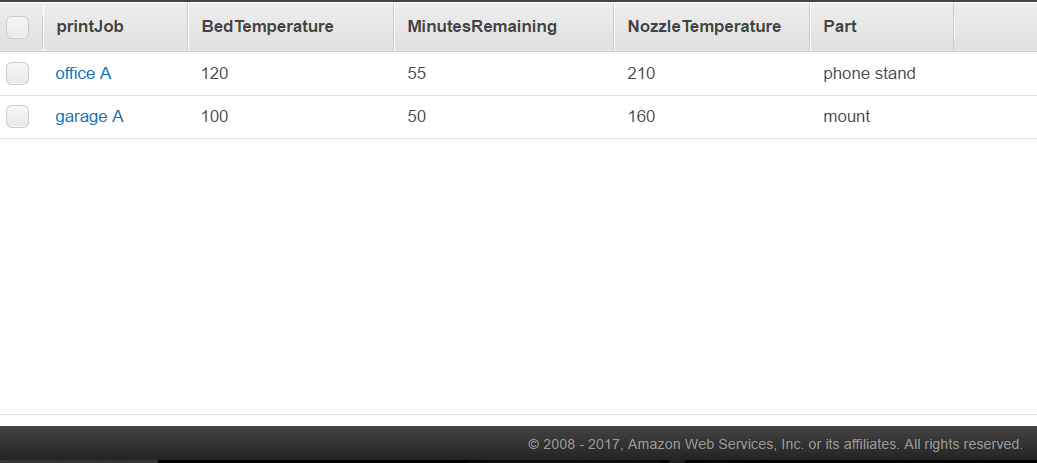 printJob BedTemperature MinutesRemaining NozzleTemperature Part
office A 120 55 210 phone stand
garage A 100 50 160 mount
© 2008 - 2017, Amazon Web Services, Inc. or its affiliates. All rights reserved.